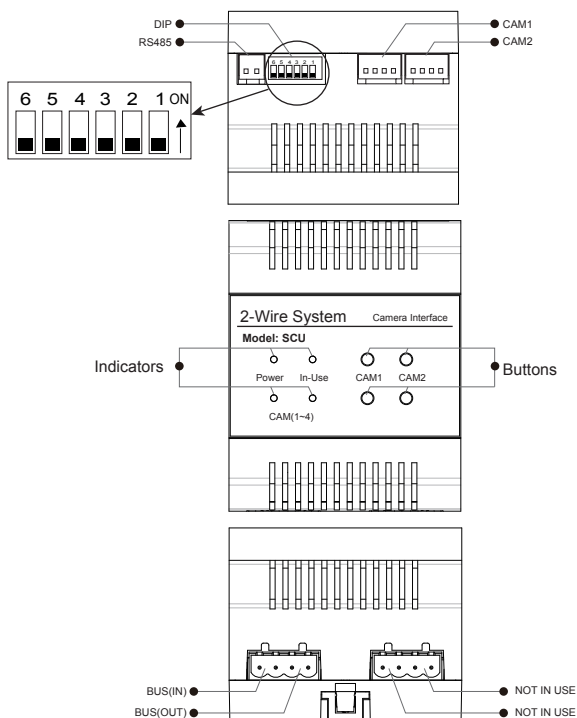 DIP
CAM1
RS485
CAM2
6 5 4 3 2 1
6 5 4 3 2 1 ON
2-Wire System Camera Interface
Model: SCU
Indicators
Buttons
Power In-Use CAM1 CAM2
CAM(1~4)
BUS(IN)
NOT IN USE
BUS(OUT)
NOT IN USE